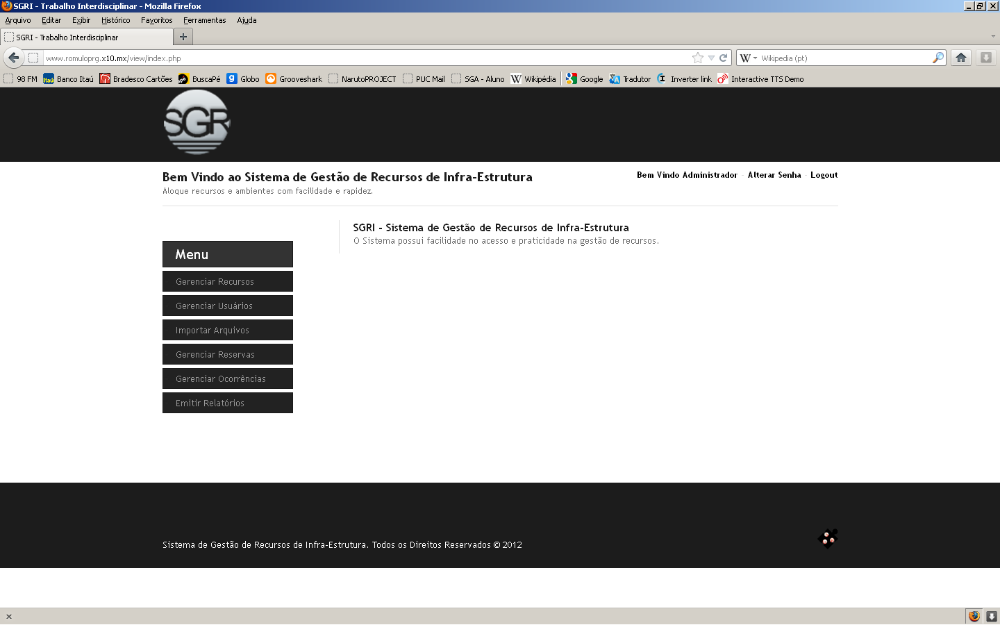 SGRI - Trabalho Interdisciplinar - Mozilla Firefox
Arquivo Editar Exibir Histórico Favoritos Ferramentas Ajuda
SGRI - Trabalho Interdisciplinar
www.romuloprg.x10.mx/view/index.php
W Wikipedia (pt)
98 FM Itaú Banco Itaú Bradesco Cartões BuscaPé g Globo Grooveshark NarutoPROJECT PUC Mail SGA - Aluno W Wikipédia Google Tradutor Inverter link Interactive TTS Demo
SGR
Bem Vindo ao Sistema de Gestão de Recursos de Infra-Estrutura
Aloque recursos e ambientes com facilidade e rapidez.
Bem Vindo Administrador - Alterar Senha - Logout
SGRI - Sistema de Gestão de Recursos de Infra-Estrutura
O Sistema possui facilidade no acesso e praticidade na gestão de recursos.
Menu
Gerenciar Recursos
Gerenciar Usuários
Importar Arquivos
Gerenciar Reservas
Gerenciar Ocorrências
Emitir Relatórios
Sistema de Gestão de Recursos de Infra-Estrutura. Todos os Direitos Reservados © 2012